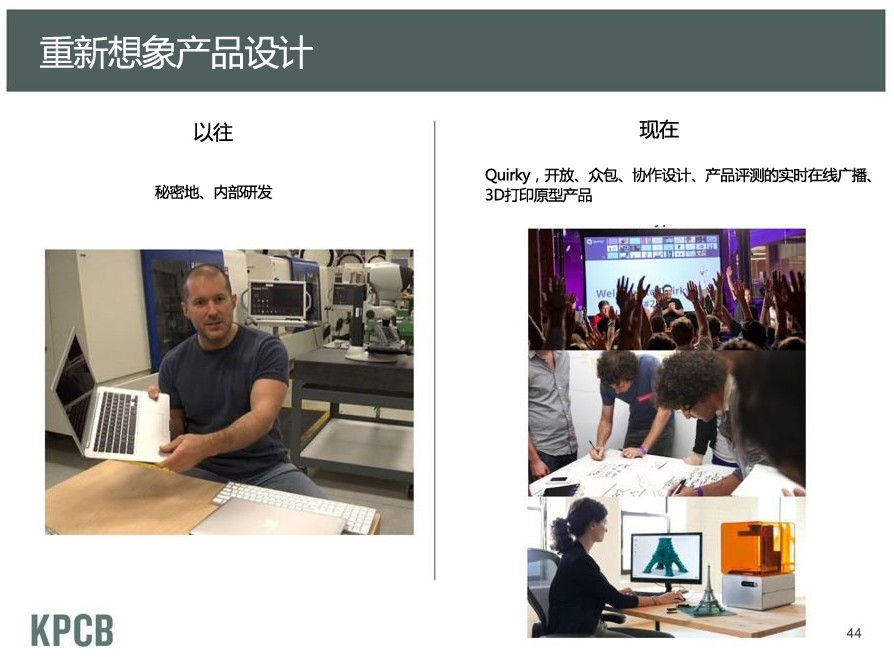 重新想象产品设计
以往
秘密地、内部研发
现在
Quirky，开放、众包、协作设计、产品评测的实时在线广播、
3D打印原型产品
KPCB
44